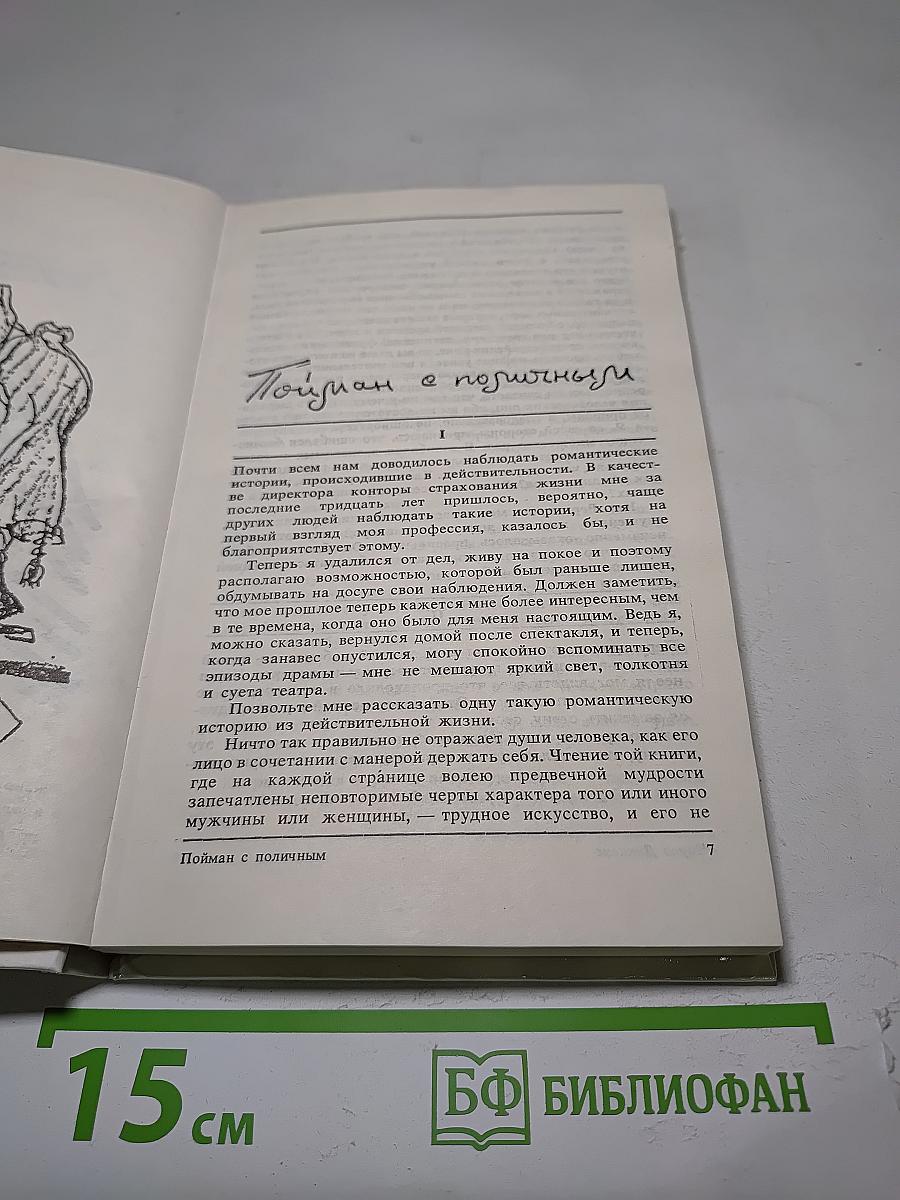 Пойман с поличным
I
Почти всем нам доводилось наблюдать романтические
истории, происходившие в действительности. В качест-
ве директора конторы страхования жизни мне за
последние тридцать лет пришлось, вероятно, чаще
других людей наблюдать такие истории, хотя на
первый взгляд моя профессия, казалось бы, и не
благоприятствует этому.
Теперь я удалился от дел, живу на покое и поэтому
располагаю возможностью, которой был раньше лишен,
обдумывать на досуге свои наблюдения. Должен заметить,
что мое прошлое теперь кажется мне более интересным, чем
в те времена, когда оно было для меня настоящим. Ведь я,
можно сказать, вернулся домой после спектакля, и теперь,
когда занавес опустился, могу спокойно вспоминать все
эпизоды драмы — мне не мешают яркий свет, толкотня
и суета театра.
Позвольте мне рассказать одну такую романтическую
историю из действительной жизни.
Ничто так правильно не отражает души человека, как его
лицо в сочетании с манерой держать себя. Чтение той книги,
где на каждой странице волею предвечной мудрости
запечатлены неповторимые черты характера того или иного
мужчины или женщины, — трудное искусство, и его не
Пойман с поличным 7
15 см
БФ БИБЛИОФАН